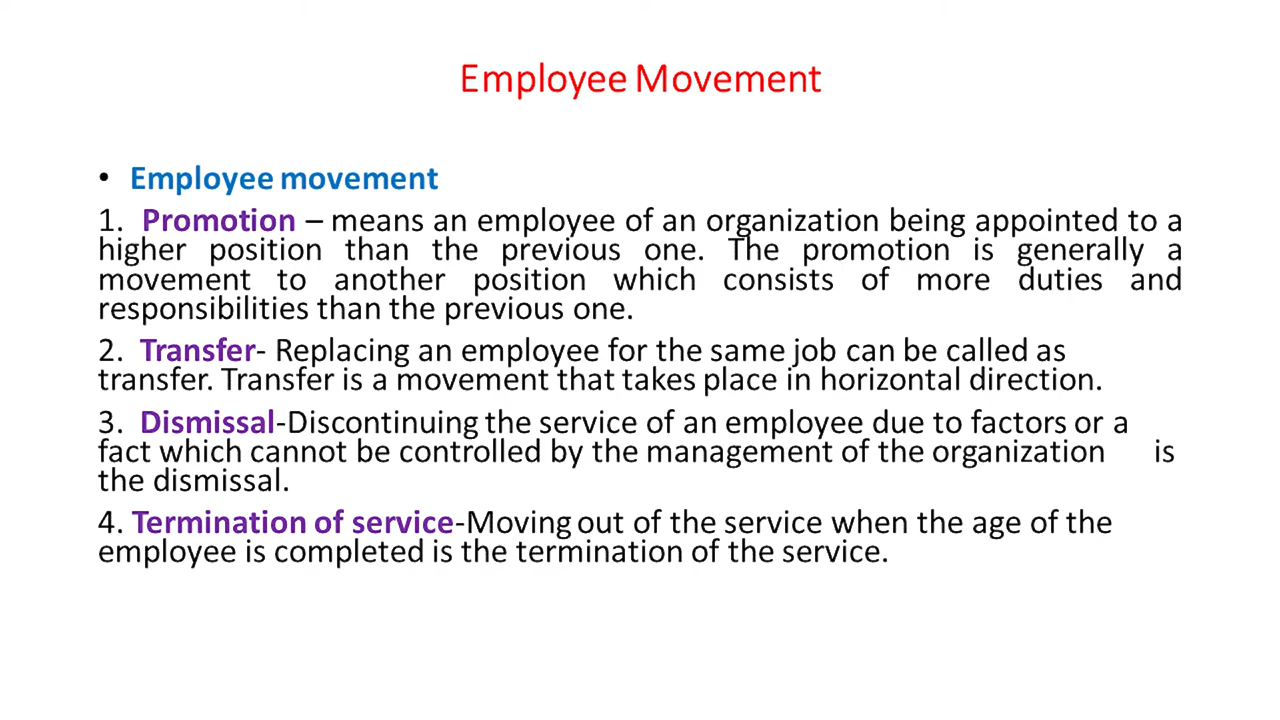 Employee Movement
• Employee movement
1. Promotion – means an employee of an organization being appointed to a
higher position than the previous one. The promotion is generally a
movement to another position which consists of more duties and
responsibilities than the previous one.
2. Transfer- Replacing an employee for the same job can be called as
transfer. Transfer is a movement that takes place in horizontal direction.
3. Dismissal-Discontinuing the service of an employee due to factors or a
fact which cannot be controlled by the management of the organization is
the dismissal.
4. Termination of service-Moving out of the service when the age of the
employee is completed is the termination of the service.